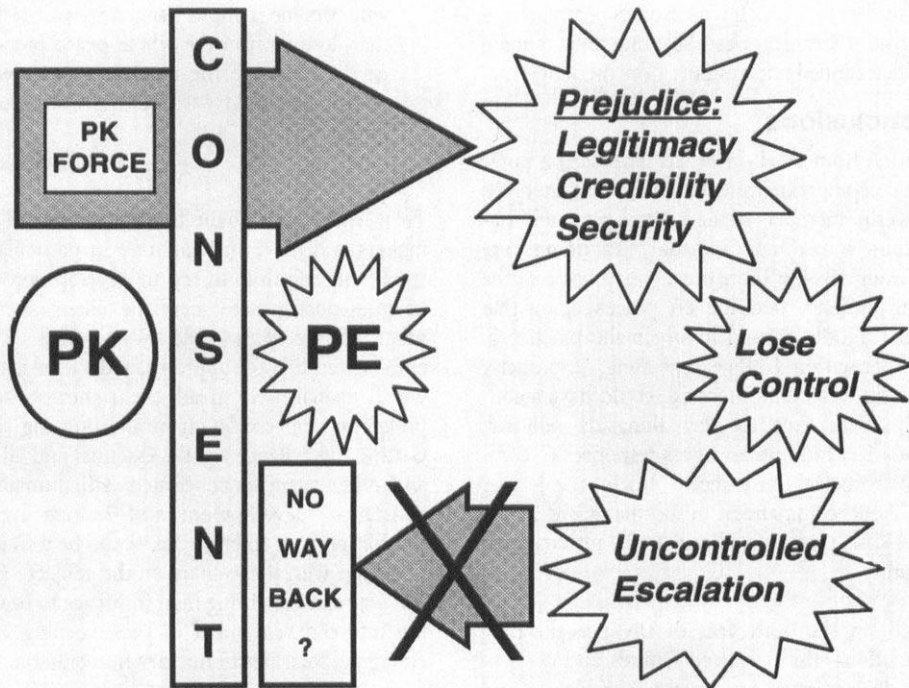 PK
FORCE
C
O
N
S
E
N
T
Prejudice:
Legitimacy
Credibility
Security
PK
PE
Lose
Control
NO
WAY
BACK
?
Uncontrolled
Escalation